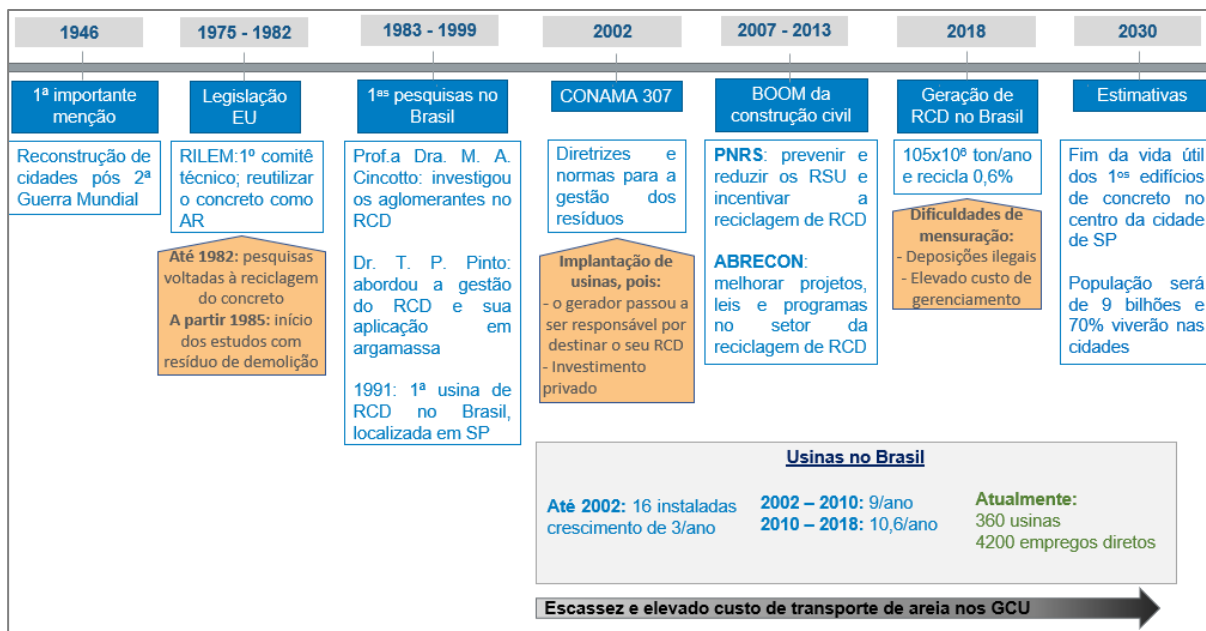 1946
1975 - 1982
1983 - 1999
2002
2007 - 2013
2018
2030
1ª importante
menção
Legislação
EU
1ªˢ pesquisas no
Brasil
CONAMA 307
BOOM da
construção civil
Geração de
RCD no Brasil
Estimativas
Reconstrução de
cidades pós 2ª
Guerra Mundial
RILEM:1º comitê
técnico; reutilizar
o concreto como
AR
Até 1982: pesquisas
voltadas à reciclagem
do concreto
A partir 1985: início
dos estudos com
resíduo de demolição
Prof.a Dra. M. A.
Cincotto: investigou
os aglomerantes no
RCD
Dr. T. P. Pinto:
abordou a gestão
do RCD e sua
aplicação em
argamassa
1991: 1ª usina de
RCD no Brasil,
localizada em SP
Diretrizes e
normas para a
gestão dos
resíduos
Implantação de
usinas, pois:
- o gerador passou a
ser responsável por
destinar o seu RCD
- Investimento
privado
PNRS: prevenir e
reduzir os RSU e
incentivar a
reciclagem de RCD
ABRECON:
melhorar projetos,
leis e programas
no setor da
reciclagem de RCD
105x10⁶ ton/ano
e recicla 0,6%
Dificuldades de
mensuração:
- Deposições ilegais
- Elevado custo de
gerenciamento
Fim da vida útil
dos 1ºˢ edifícios
de concreto no
centro da cidade
de SP
População será
de 9 bilhões e
70% viverão nas
cidades
Usinas no Brasil
Até 2002: 16 instaladas
crescimento de 3/ano
2002 – 2010: 9/ano
2010 – 2018: 10,6/ano
Atualmente:
360 usinas
4200 empregos diretos
Escassez e elevado custo de transporte de areia nos GCU